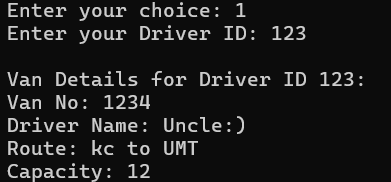 Enter your choice: 1
Enter your Driver ID: 123
Van Details for Driver ID 123:
Van No: 1234
Driver Name: Uncle:)
Route: kc to UMT
Capacity: 12